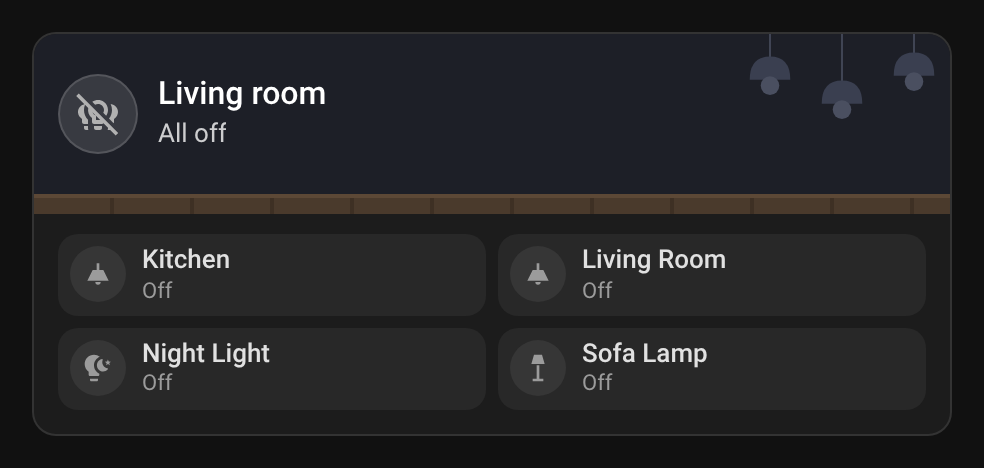 Living room
All off
Kitchen
Off
Living Room
Off
Night Light
Off
Sofa Lamp
Off